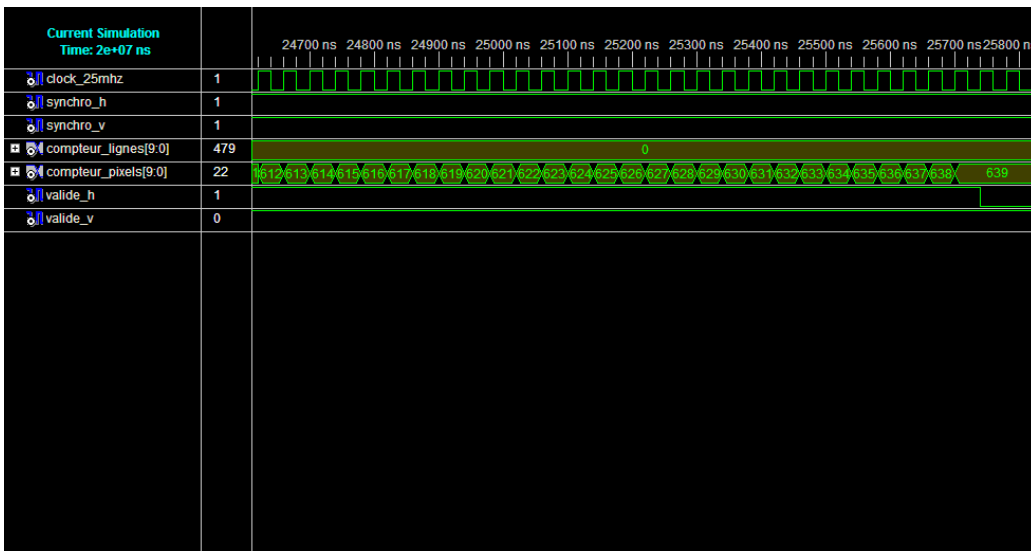 Current Simulation
Time: 2e+07 ns
24700 ns 24800 ns 24900 ns 25000 ns 25100 ns 25200 ns 25300 ns 25400 ns 25500 ns 25600 ns 25700 ns 25800 n
clock_25mhz 1
synchro_h 1
synchro_v 1
compteur_lignes[9:0] 479 0
compteur_pixels[9:0] 22 1 612 613 614 615 616 617 618 619 620 621 622 623 624 625 626 627 628 629 630 631 632 633 634 635 636 637 638 639
valide_h 1
valide_v 0